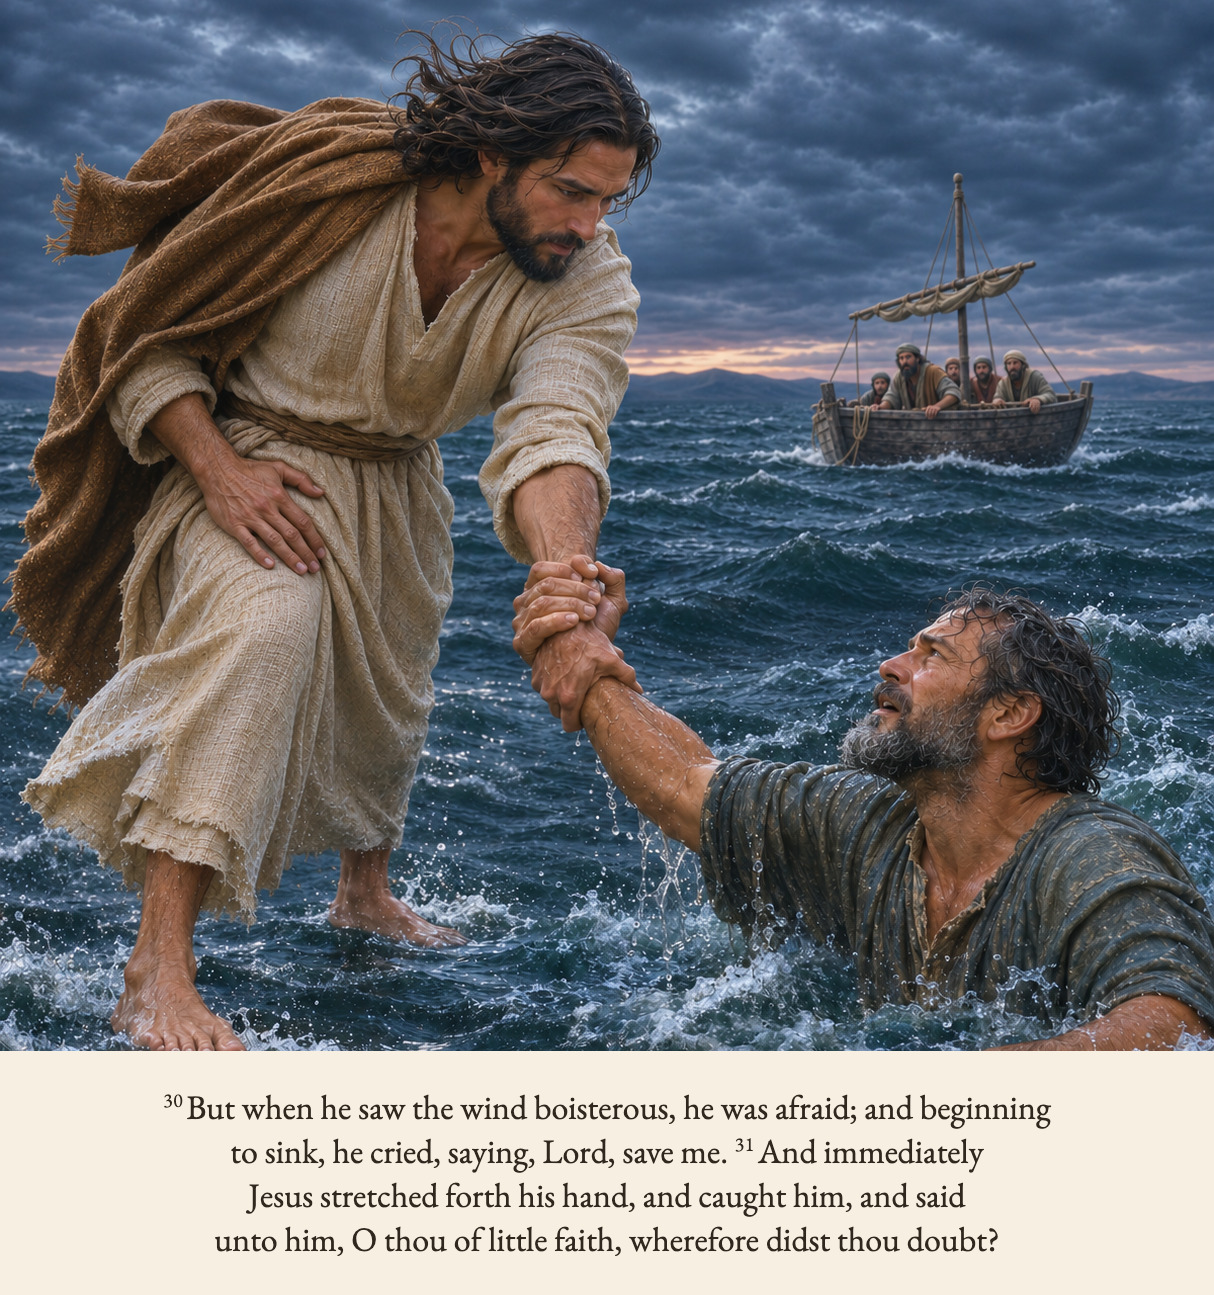 30 But when he saw the wind boisterous, he was afraid; and beginning
to sink, he cried, saying, Lord, save me. 31 And immediately
Jesus stretched forth his hand, and caught him, and said
unto him, O thou of little faith, wherefore didst thou doubt?